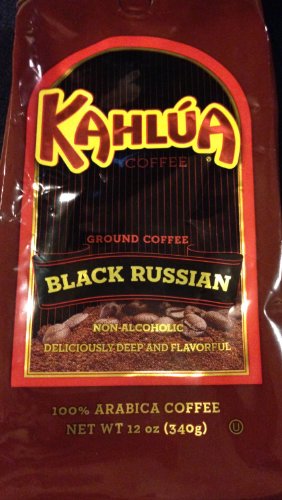 KAHLÚA
COFFEE ®
GROUND COFFEE
BLACK RUSSIAN
NON-ALCOHOLIC
DELICIOUSLY DEEP AND FLAVORFUL
100% ARABICA COFFEE
NET WT 12 oz (340g) U